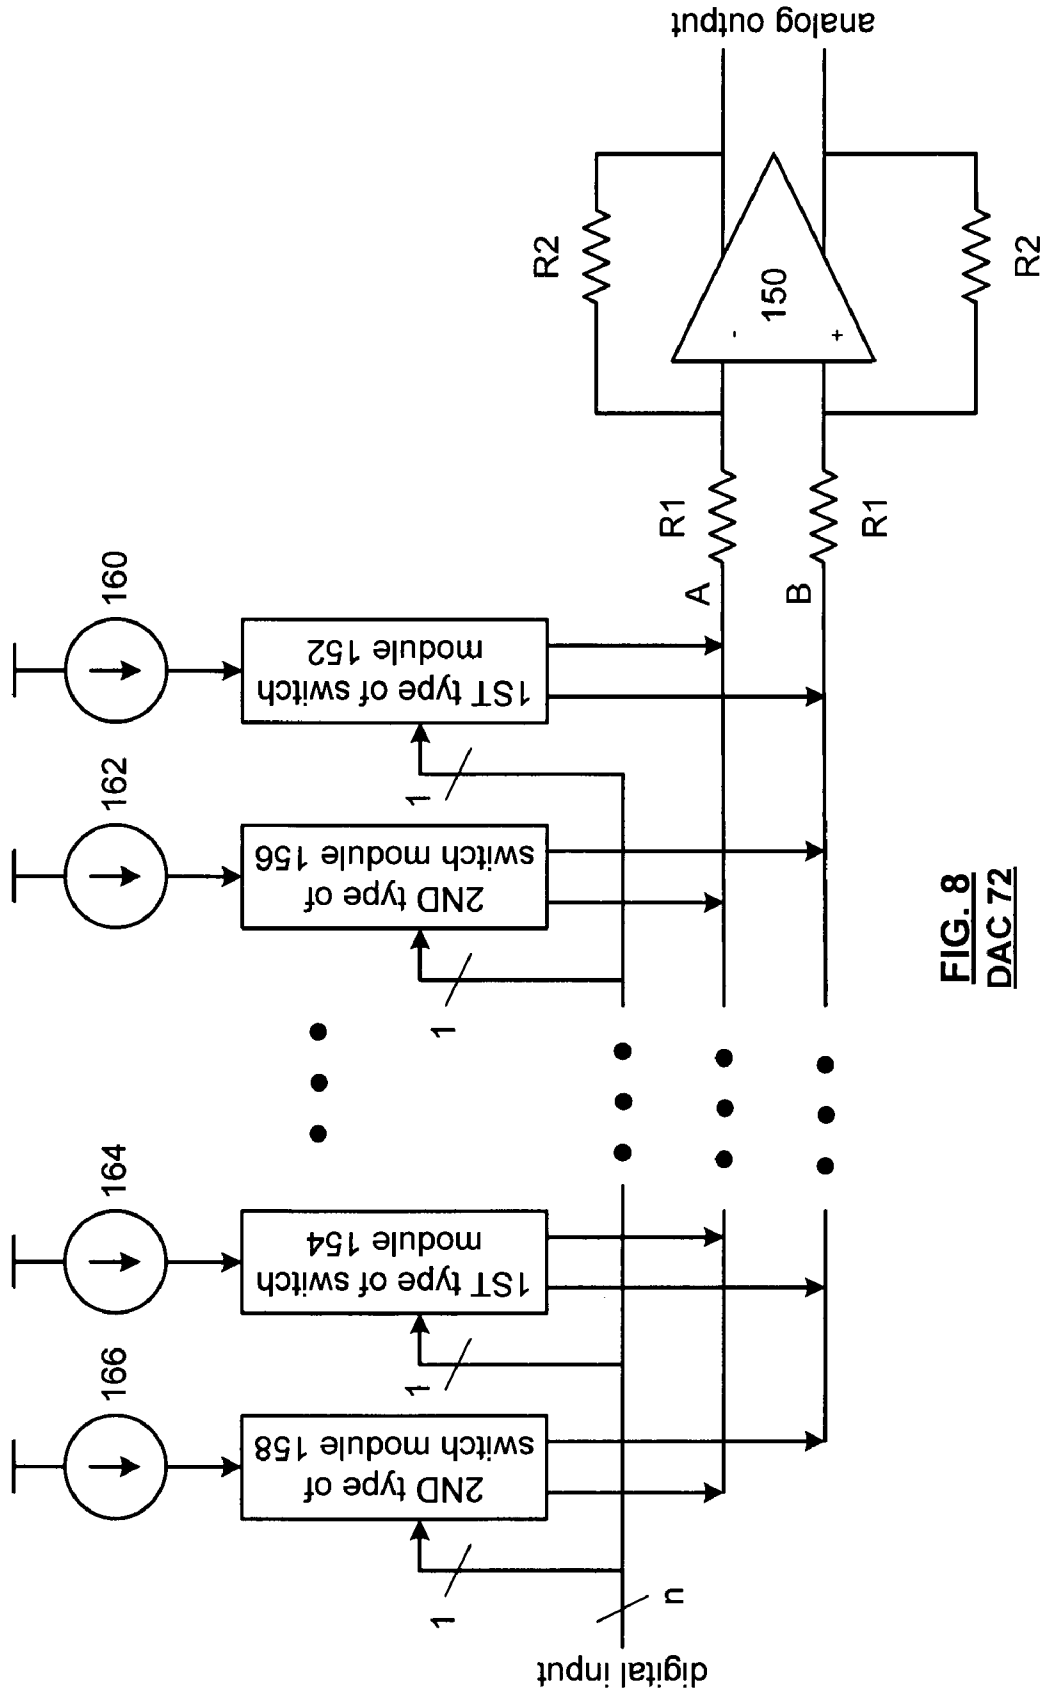 analog output
R2
150
-
+
R2
R1
R1
A
B
160
1ST type of switch
module 152
1
162
2ND type of
switch module 156
1
164
1ST type of switch
module 154
1
166
2ND type of
switch module 158
1
n
digital input
FIG. 8
DAC 72